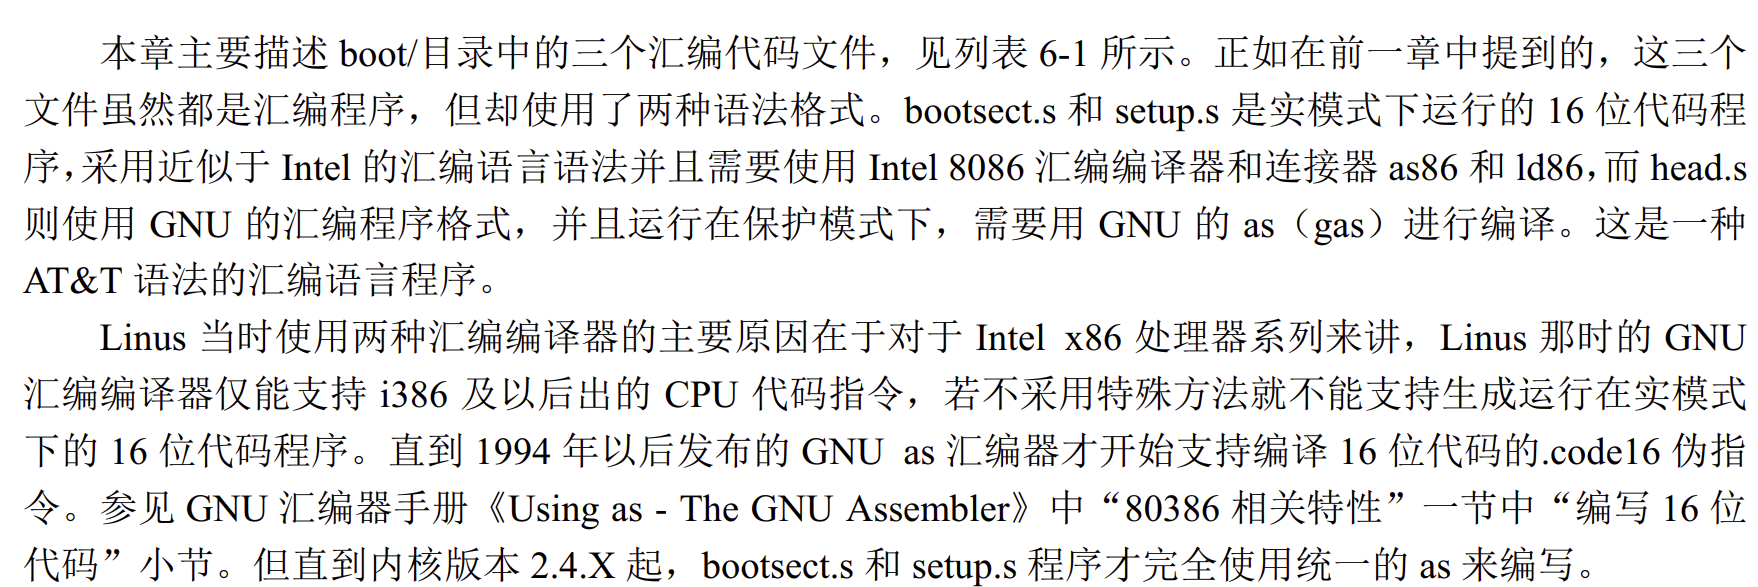 本章主要描述 boot/目录中的三个汇编代码文件，见列表 6-1 所示。正如在前一章中提到的，这三个
文件虽然都是汇编程序，但却使用了两种语法格式。bootsect.s 和 setup.s 是实模式下运行的 16 位代码程
序，采用近似于 Intel 的汇编语言语法并且需要使用 Intel 8086 汇编编译器和连接器 as86 和 ld86，而 head.s
则使用 GNU 的汇编程序格式，并且运行在保护模式下，需要用 GNU 的 as（gas）进行编译。这是一种
AT&T 语法的汇编语言程序。
Linus 当时使用两种汇编编译器的主要原因在于对于 Intel x86 处理器系列来讲，Linus 那时的 GNU
汇编编译器仅能支持 i386 及以后出的 CPU 代码指令，若不采用特殊方法就不能支持生成运行在实模式
下的 16 位代码程序。直到 1994 年以后发布的 GNU as 汇编器才开始支持编译 16 位代码的.code16 伪指
令。参见 GNU 汇编器手册《Using as - The GNU Assembler》中“80386 相关特性”一节中“编写 16 位
代码”小节。但直到内核版本 2.4.X 起，bootsect.s 和 setup.s 程序才完全使用统一的 as 来编写。